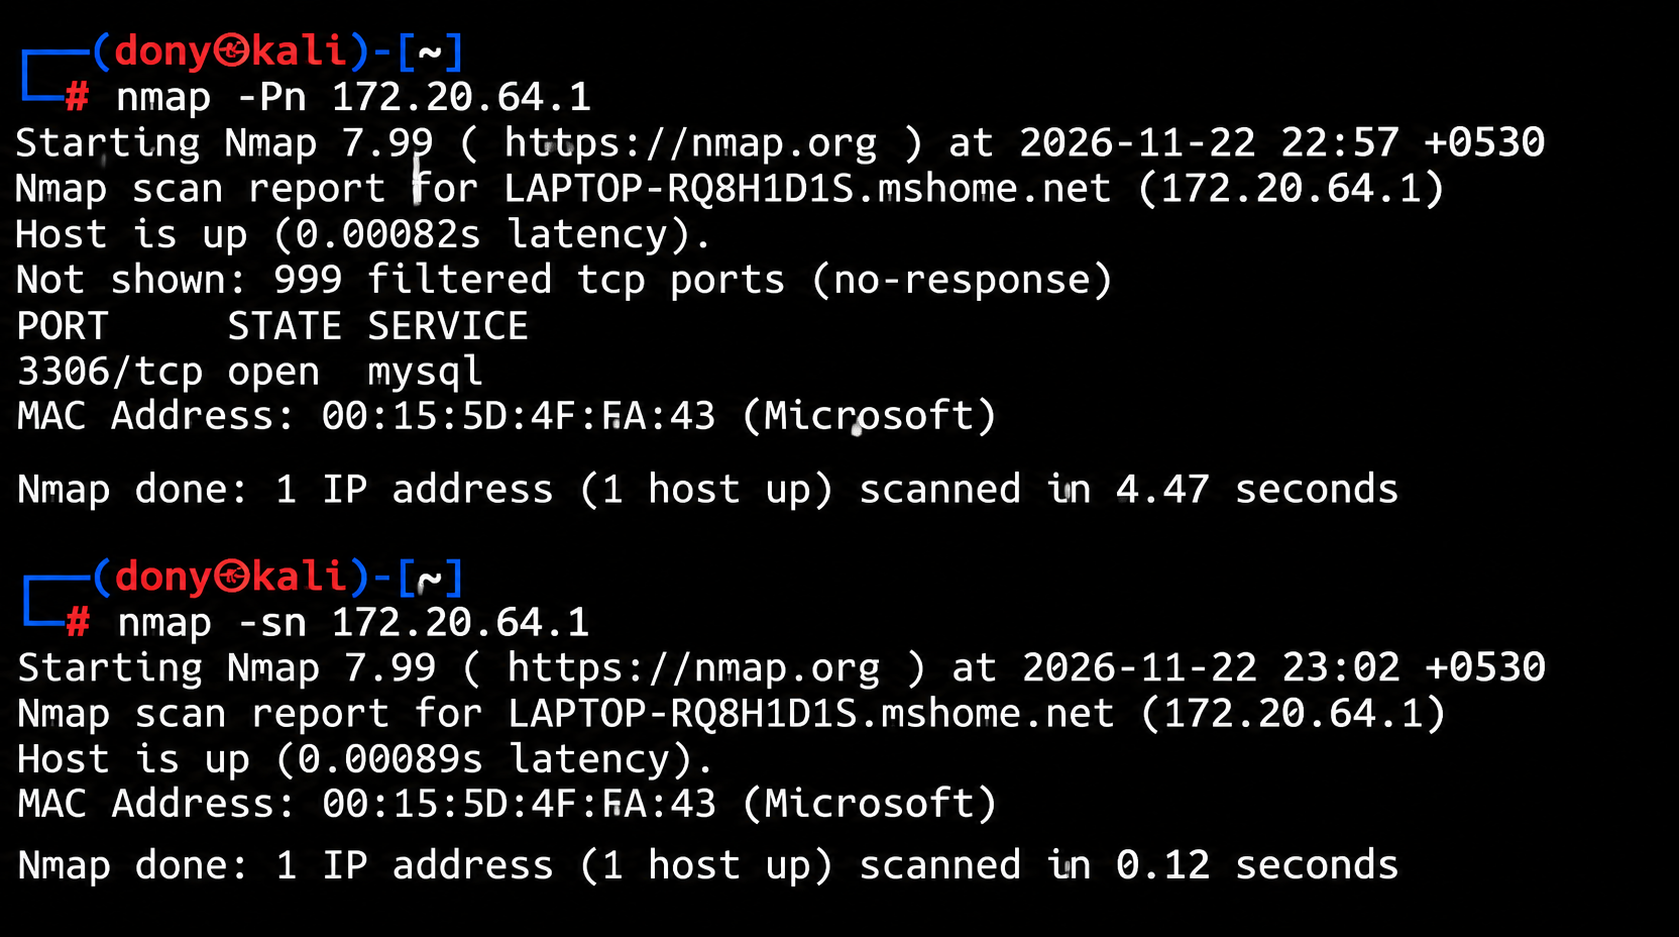 ┌──(dony㉿kali)-[~]
└─# nmap -Pn 172.20.64.1
Starting Nmap 7.99 ( https://nmap.org ) at 2026-11-22 22:57 +0530
Nmap scan report for LAPTOP-RQ8H1D1S.mshome.net (172.20.64.1)
Host is up (0.00082s latency).
Not shown: 999 filtered tcp ports (no-response)
PORT     STATE SERVICE
3306/tcp open  mysql
MAC Address: 00:15:5D:4F:FA:43 (Microsoft)
Nmap done: 1 IP address (1 host up) scanned in 4.47 seconds
┌──(dony㉿kali)-[~]
└─# nmap -sn 172.20.64.1
Starting Nmap 7.99 ( https://nmap.org ) at 2026-11-22 23:02 +0530
Nmap scan report for LAPTOP-RQ8H1D1S.mshome.net (172.20.64.1)
Host is up (0.00089s latency).
MAC Address: 00:15:5D:4F:FA:43 (Microsoft)
Nmap done: 1 IP address (1 host up) scanned in 0.12 seconds